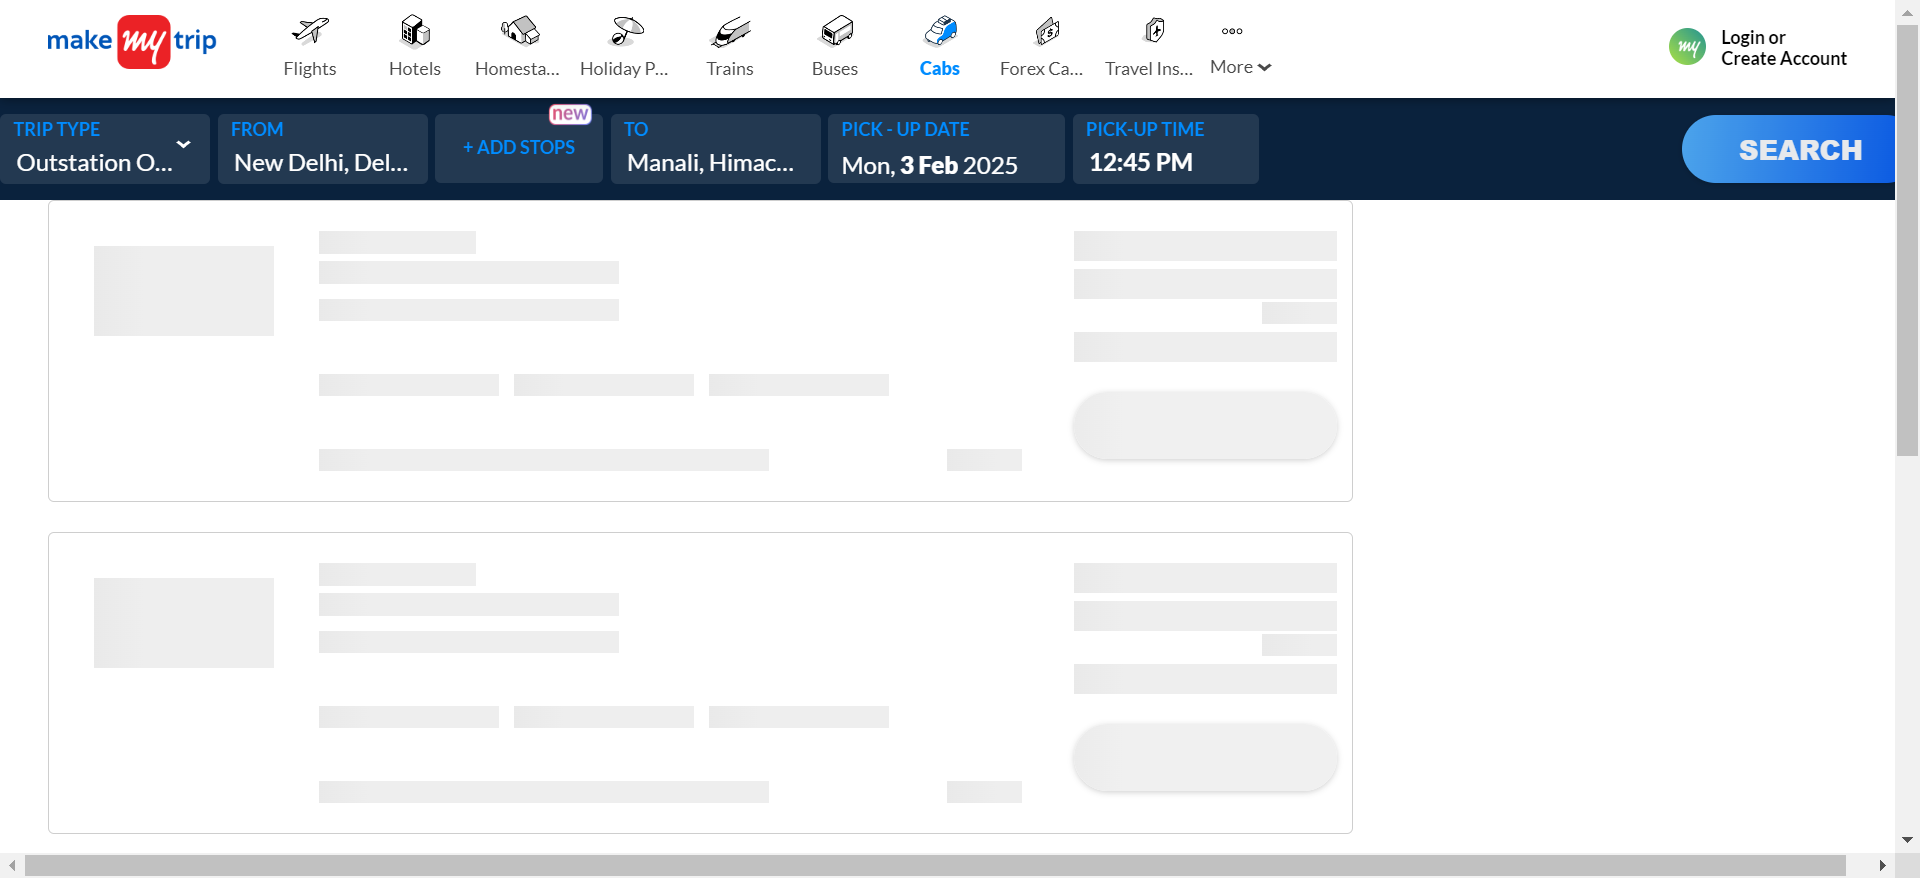 make my trip
Flights
Hotels
Homesta...
Holiday P...
Trains
Buses
Cabs
Forex Ca...
Travel Ins...
More
my
Login or
Create Account
TRIP TYPE
Outstation O...
FROM
New Delhi, Del...
new
+ ADD STOPS
TO
Manali, Himac...
PICK - UP DATE
Mon, 3 Feb 2025
PICK-UP TIME
12:45 PM
SEARCH